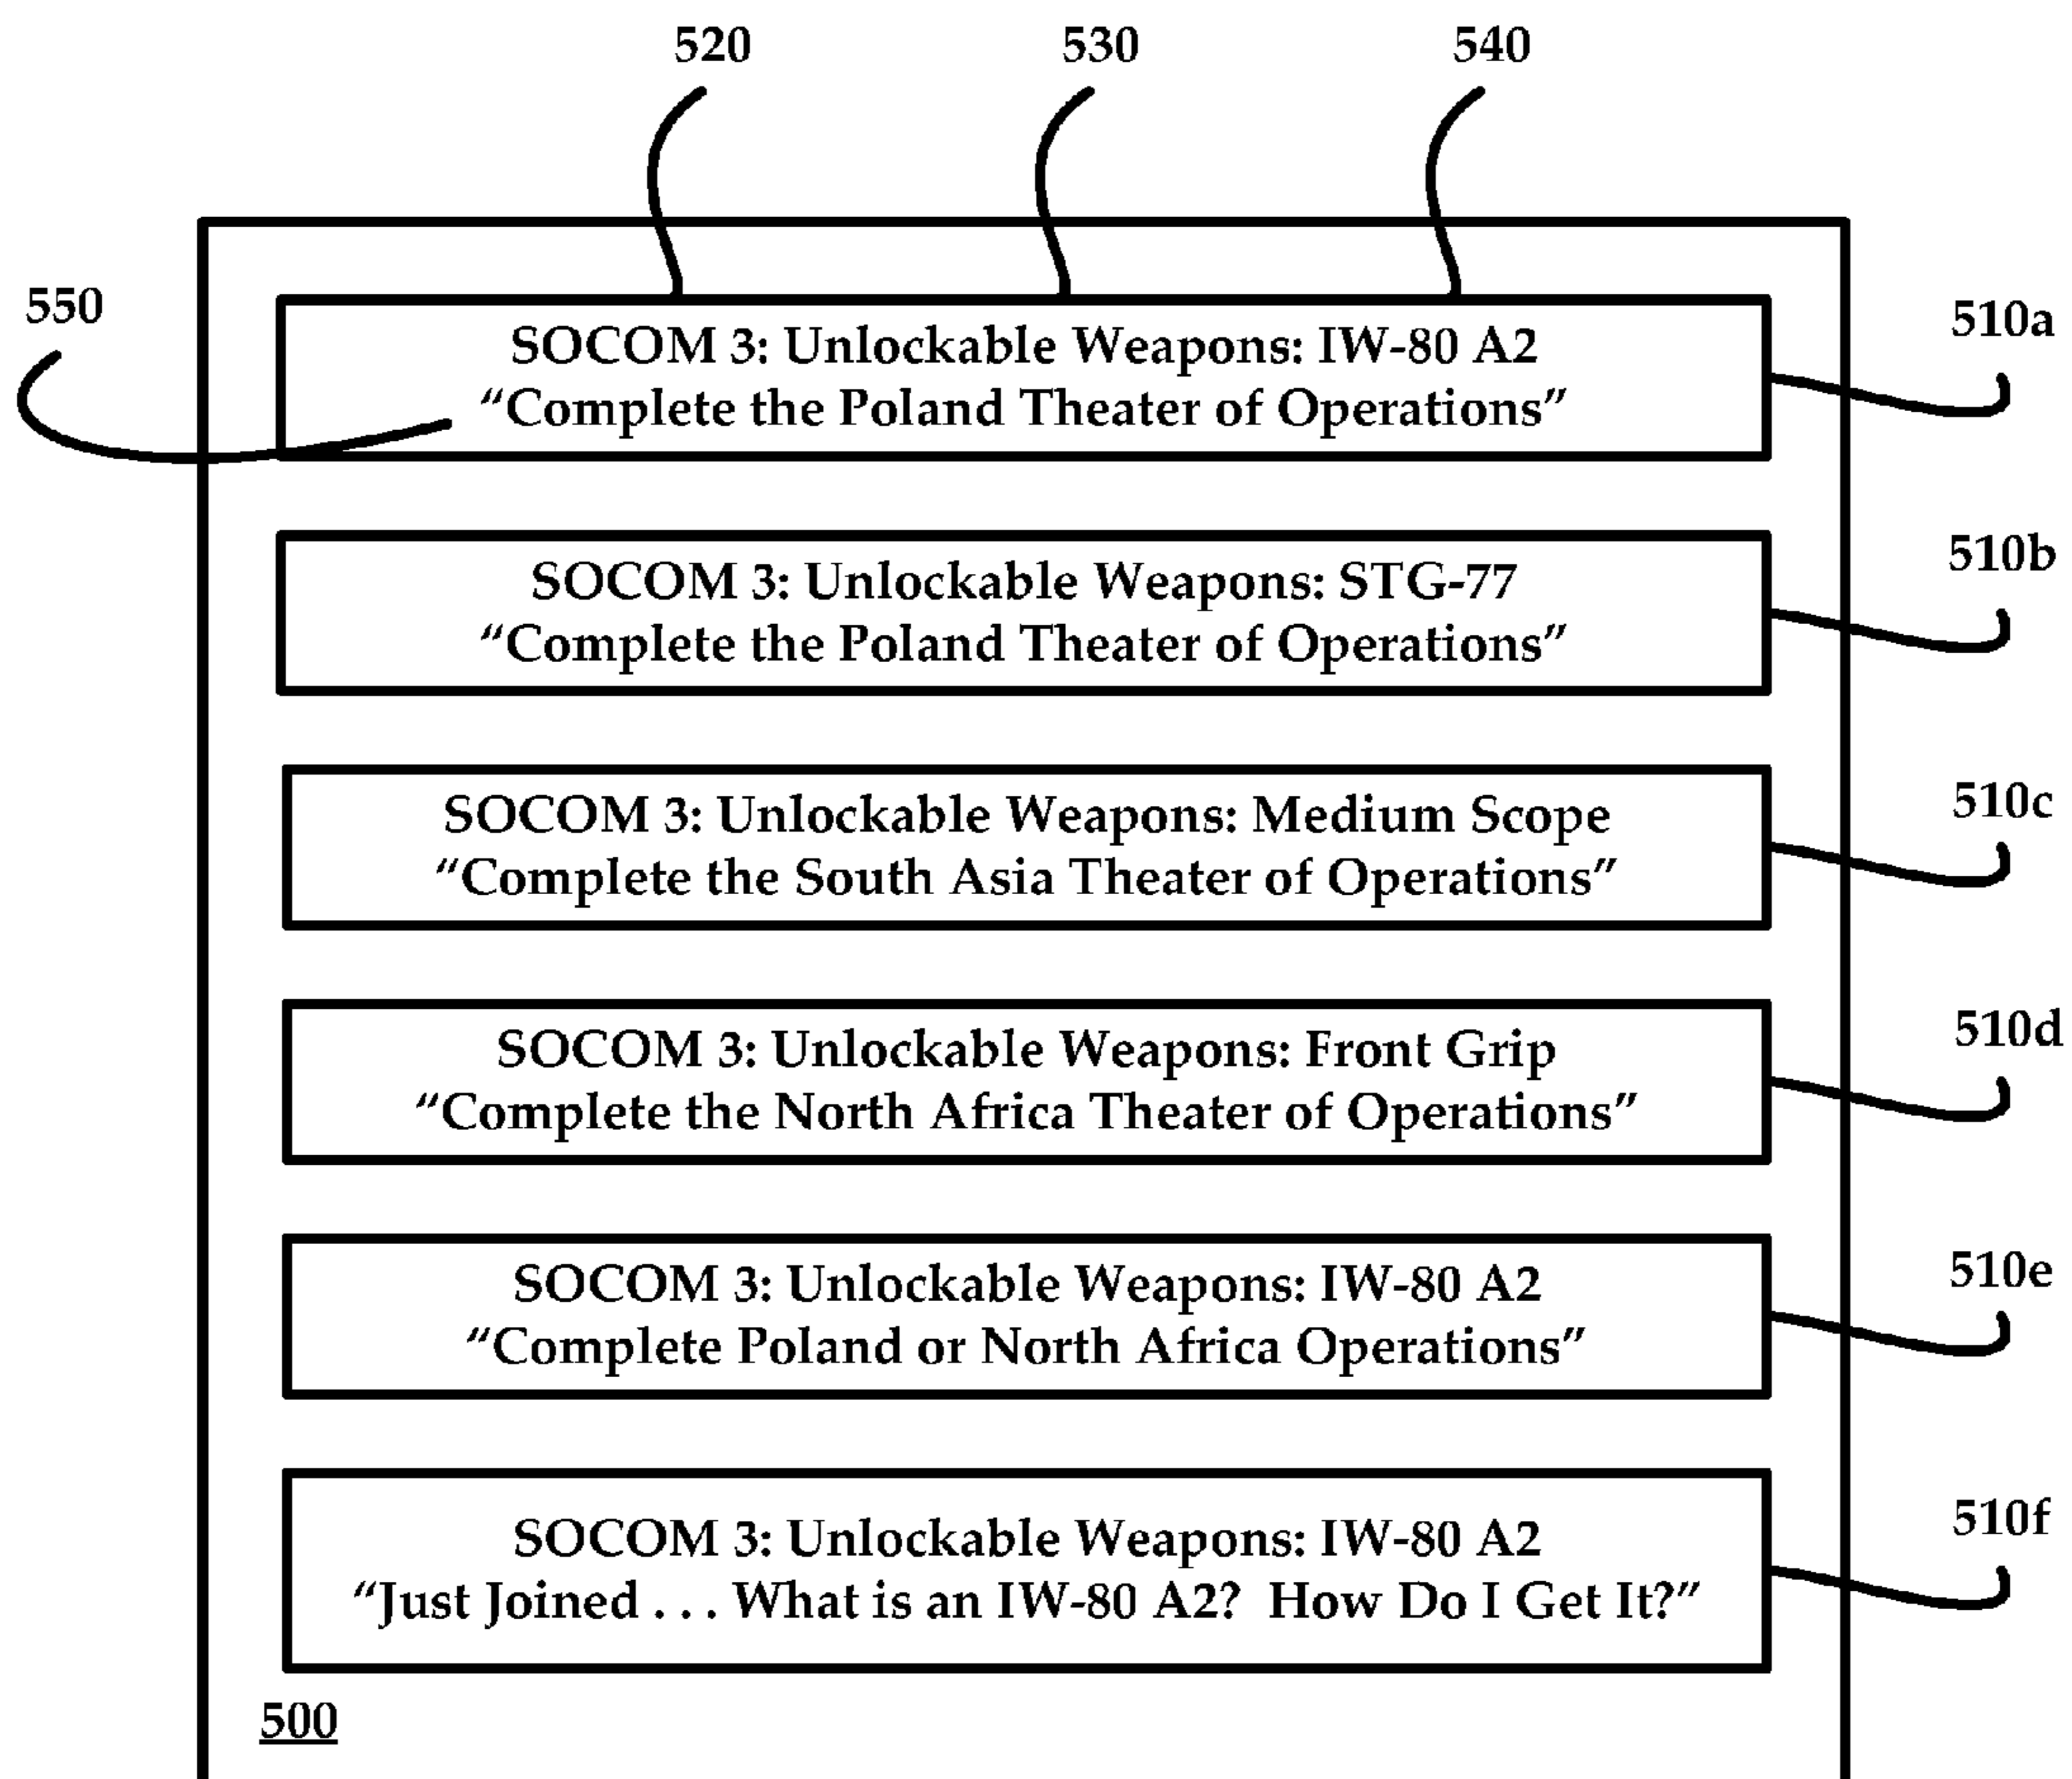 520 530 540
550
SOCOM 3: Unlockable Weapons: IW-80 A2
“Complete the Poland Theater of Operations”
510a
SOCOM 3: Unlockable Weapons: STG-77
“Complete the Poland Theater of Operations”
510b
SOCOM 3: Unlockable Weapons: Medium Scope
“Complete the South Asia Theater of Operations”
510c
SOCOM 3: Unlockable Weapons: Front Grip
“Complete the North Africa Theater of Operations”
510d
SOCOM 3: Unlockable Weapons: IW-80 A2
“Complete Poland or North Africa Operations”
510e
SOCOM 3: Unlockable Weapons: IW-80 A2
“Just Joined . . . What is an IW-80 A2? How Do I Get It?”
510f
500